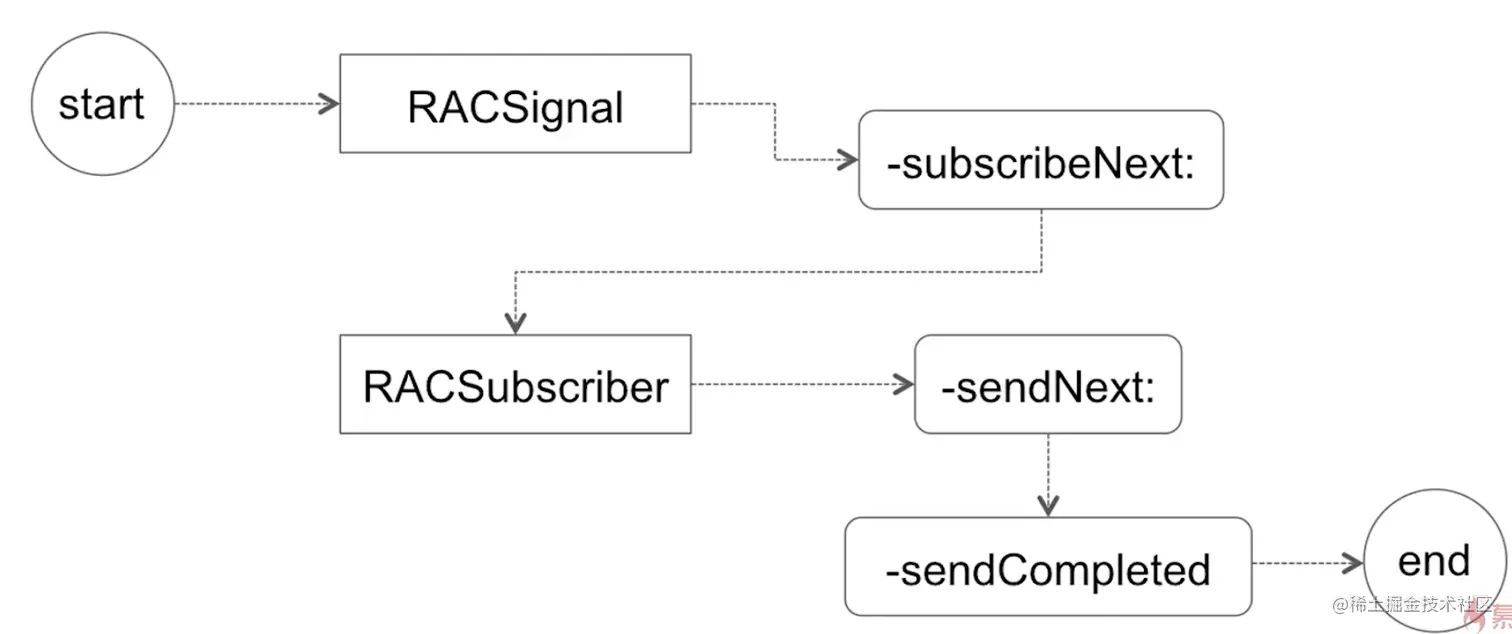 start
RACSignal
-subscribeNext:
RACSubscriber
-sendNext:
-sendCompleted
end
@稀土掘金技术社区